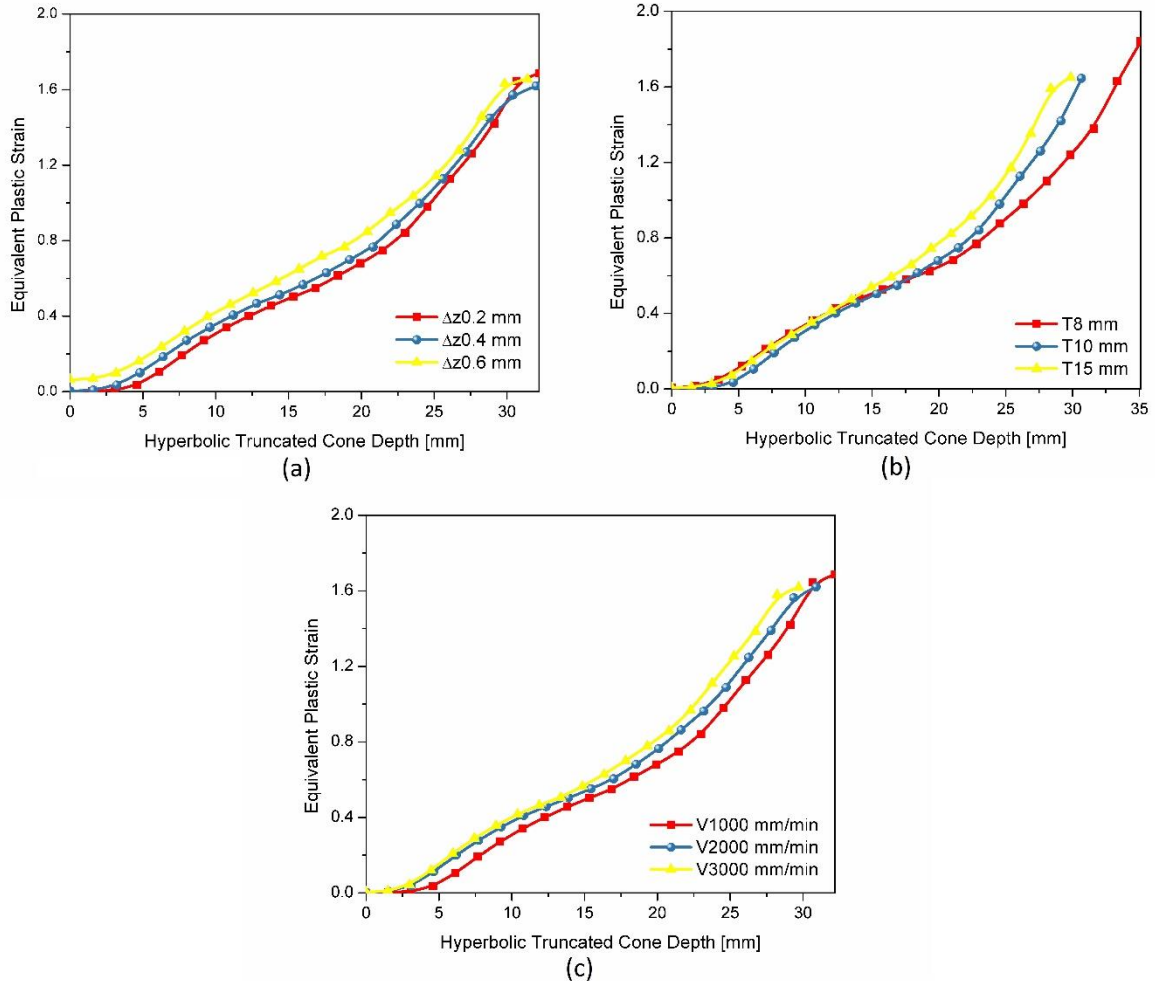 2.0
1.6
1.2
0.8
0.4
0.0
Equivalent Plastic Strain
Δz0.2 mm
Δz0.4 mm
Δz0.6 mm
0 5 10 15 20 25 30
Hyperbolic Truncated Cone Depth [mm]
(a)
2.0
1.6
1.2
0.8
0.4
0.0
Equivalent Plastic Strain
T8 mm
T10 mm
T15 mm
0 5 10 15 20 25 30 35
Hyperbolic Truncated Cone Depth [mm]
(b)
2.0
1.6
1.2
0.8
0.4
0.0
Equivalent Plastic Strain
V1000 mm/min
V2000 mm/min
V3000 mm/min
0 5 10 15 20 25 30
Hyperbolic Truncated Cone Depth [mm]
(c)